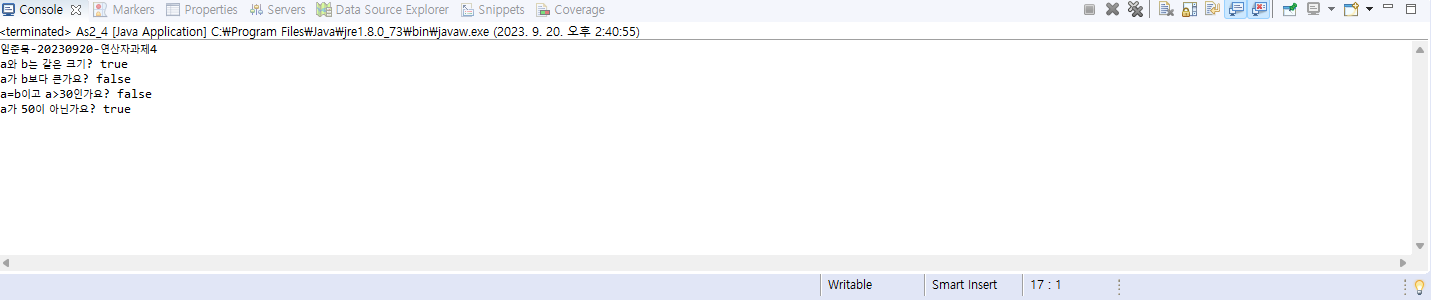 Console Markers Properties Servers Data Source Explorer Snippets Coverage
<terminated> As2_4 [Java Application] C:₩Program Files₩Java₩jre1.8.0_73₩bin₩javaw.exe (2023. 9. 20. 오후 2:40:55)
임준목-20230920-연산자과제4
a와 b는 같은 크기? true
a가 b보다 큰가요? false
a=b이고 a>30인가요? false
a가 50이 아닌가요? true
Writable Smart Insert 17 : 1